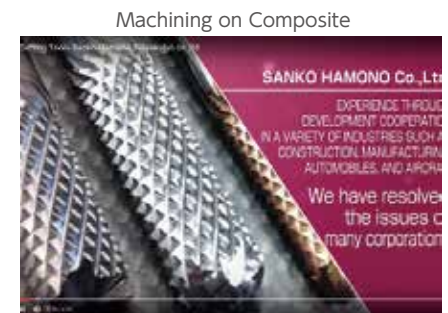 Machining on Composite
SANKO HAMONO Co.,Lt
EXPERIENCE THROU
DEVELOPMENT COOPERATIO
IN A VARIETY OF INDUSTRIES SUCH A
CONSTRUCTION, MANUFACTURIN
AUTOMOBILES, AND AIRCRA
We have resolve
the issues o
many corporation